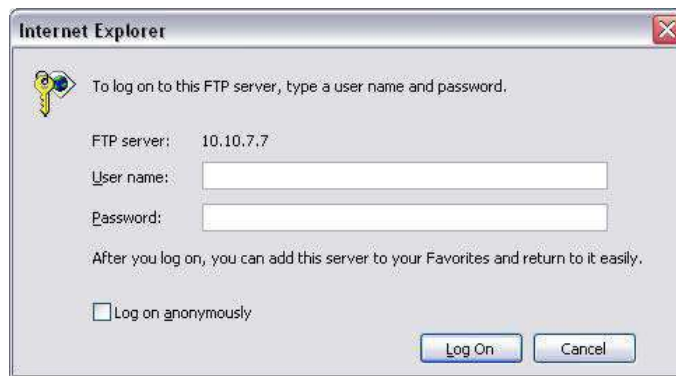 Internet Explorer
To log on to this FTP server, type a user name and password.
FTP server: 10.10.7.7
User name:
Password:
After you log on, you can add this server to your Favorites and return to it easily.
Log on anonymously
Log On Cancel